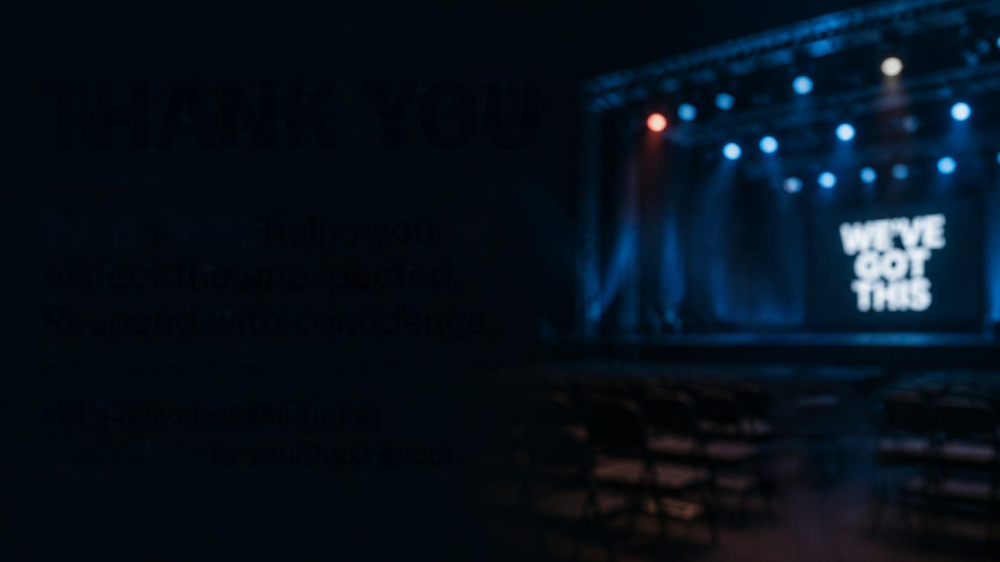 THANK YOU
helps you
expect the unexpected.
Respond with confidence.
Let's talk about bringing
to your next event.
WE'VE
GOT
THIS